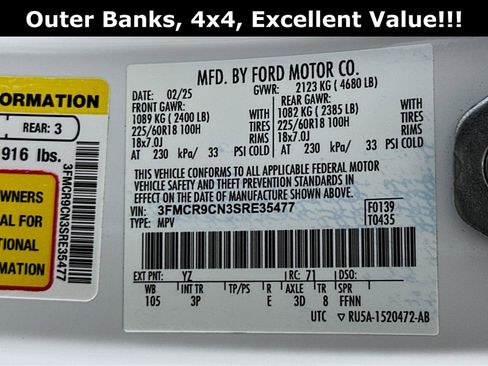 Outer Banks, 4x4, Excellent Value!!!
FORMATION
REAR: 3
916 lbs.
WNERS
AL FOR
TIONAL
RMATION
3FMCR9CN3SRE35477
MFD. BY FORD MOTOR CO.
DATE: 02/25 GVWR: 2123 KG ( 4680 LB)
FRONT GAWR: REAR GAWR:
1089 KG ( 2400 LB) WITH 1082 KG ( 2385 LB) WITH
225/60R18 100H TIRES 225/60R18 100H TIRES
18x7.0J RIMS 18x7.0J RIMS
AT 230 kPa/ 33 PSI COLD AT 230 kPa/ 33 PSI COLD
THIS VEHICLE CONFORMS TO ALL APPLICABLE FEDERAL MOTOR
VEHICLE SAFETY AND THEFT PREVENTION STANDARDS IN
EFFECT ON THE DATE OF MANUFACTURE SHOWN ABOVE.
VIN: 3FMCR9CN3SRE35477 F0139
TYPE: MPV T0435
EXT PNT: YZ RC: 71 DSO:
WB INT TR TP/PS R AXLE TR SPR
105 3P E 3D 8 FFNN
UTC ▼ RU5A-1520472-AB